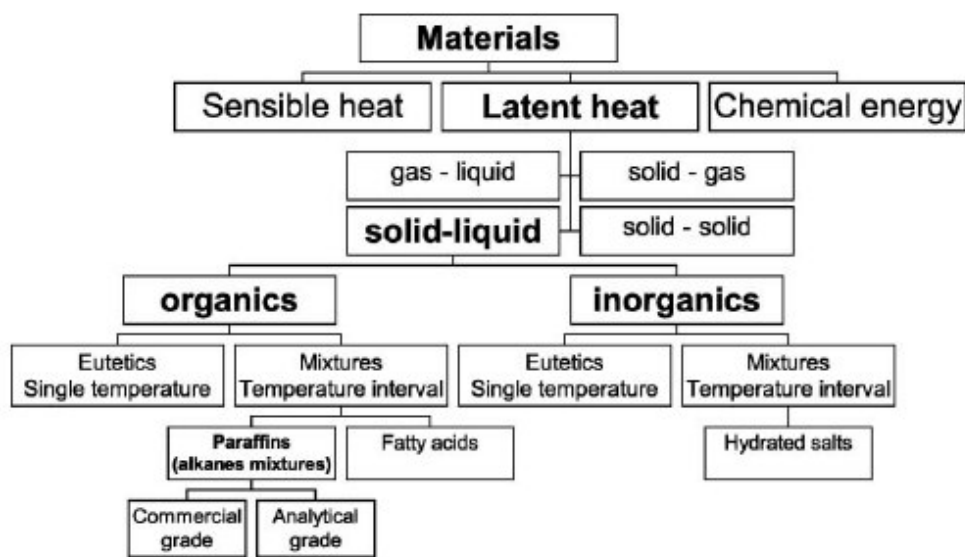 Materials
Sensible heat
Latent heat
Chemical energy
gas - liquid
solid - gas
solid-liquid
solid - solid
organics
inorganics
Eutetics
Single temperature
Mixtures
Temperature interval
Eutetics
Single temperature
Mixtures
Temperature interval
Paraffins
(alkanes mixtures)
Fatty acids
Hydrated salts
Commercial
grade
Analytical
grade